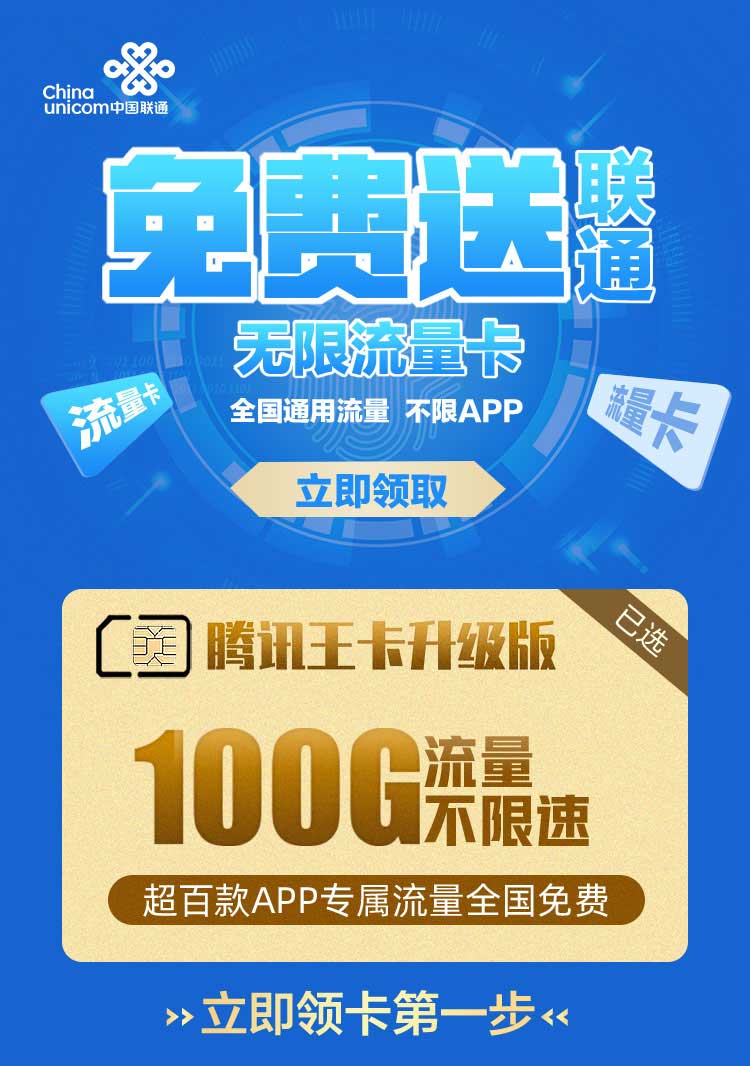 China
unicom中国联通
免费送
联通
无限流量卡
流量卡
全国通用流量 不限APP
流量卡
立即领取
已选
腾讯王卡升级版
100G
流量
不限速
超百款APP专属流量全国免费
››立即领卡第一步‹‹